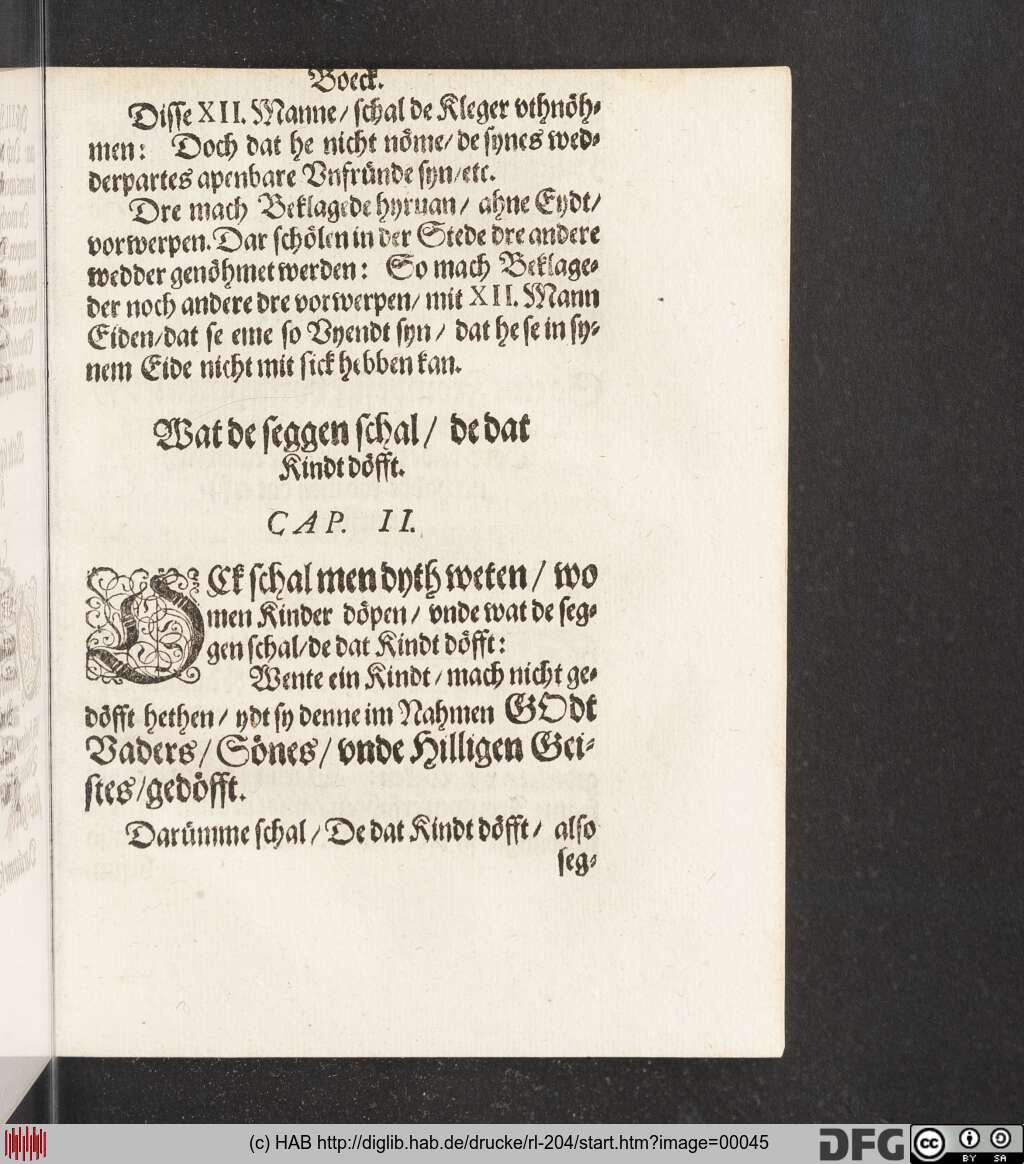 Boeck.
Disse XII. Manne/ schal de Kleger vthnöh-
men: Doch dat he nicht nöme/ de synes wed-
derpartes apenbare Vnfründe syn/etc.
Dre mach Beklagede hyruan/ ahne Eydt/
vorwerpen. Dar schölen in der Stede dre andere
wedder genöhmet werden: So mach Beklage-
der noch andere dre vorwerpen/ mit XII. Mann
Eiden/dat se eme so Vyendt syn/ dat he se in sy-
nem Eide nicht mit sick hebben kan.
Wat de seggen schal/ de dat
Kindt döfft.
CAP. II.
OCk schal men dyth weten/ wo
men Kinder döpen/ vnde wat de seg-
gen schal/de dat Kindt döfft:
Wente ein Kindt/ mach nicht ge-
döfft hethen/ ydt sy denne im Nahmen GOdt
Vaders/ Sönes/ vnde Hilligen Gei-
stes/gedöfft.
Darümme schal/ De dat Kindt döfft/ also
seg-
(c) HAB http://diglib.hab.de/drucke/rl-204/start.htm?image=00045
DFG
cc BY SA